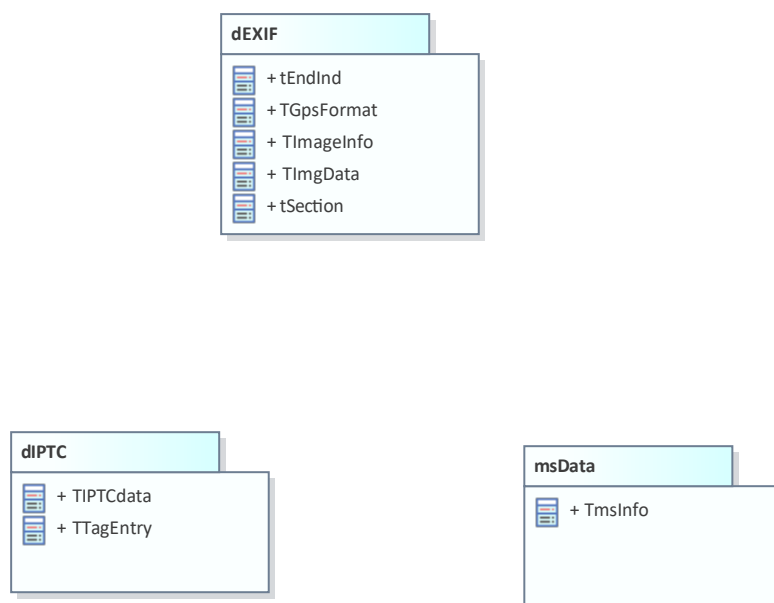 dEXIF
+ tEndInd
+ TGpsFormat
+ TImageInfo
+ TImgData
+ tSection
dIPTC
+ TIPTCdata
+ TTagEntry
msData
+ TmsInfo